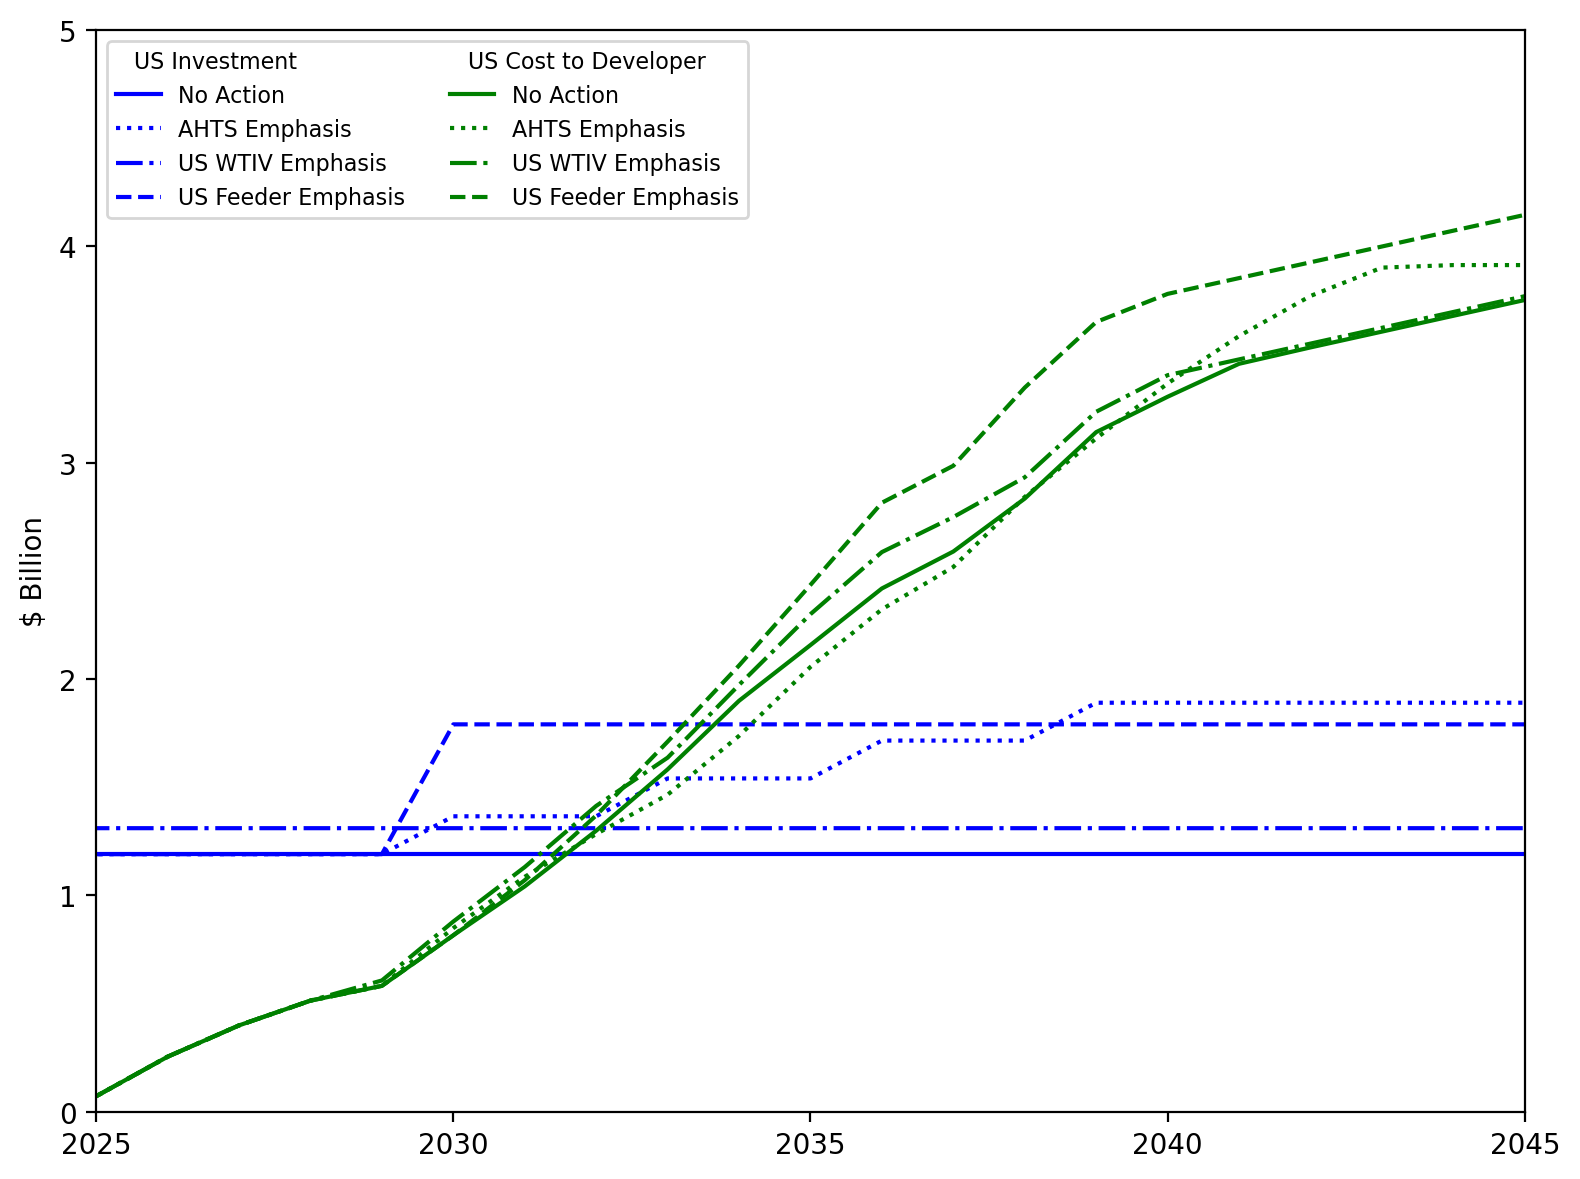 US Investment
No Action
AHTS Emphasis
US WTIV Emphasis
US Feeder Emphasis
US Cost to Developer
No Action
AHTS Emphasis
US WTIV Emphasis
US Feeder Emphasis
$ Billion
5
4
3
2
1
0
2025 2030 2035 2040 2045